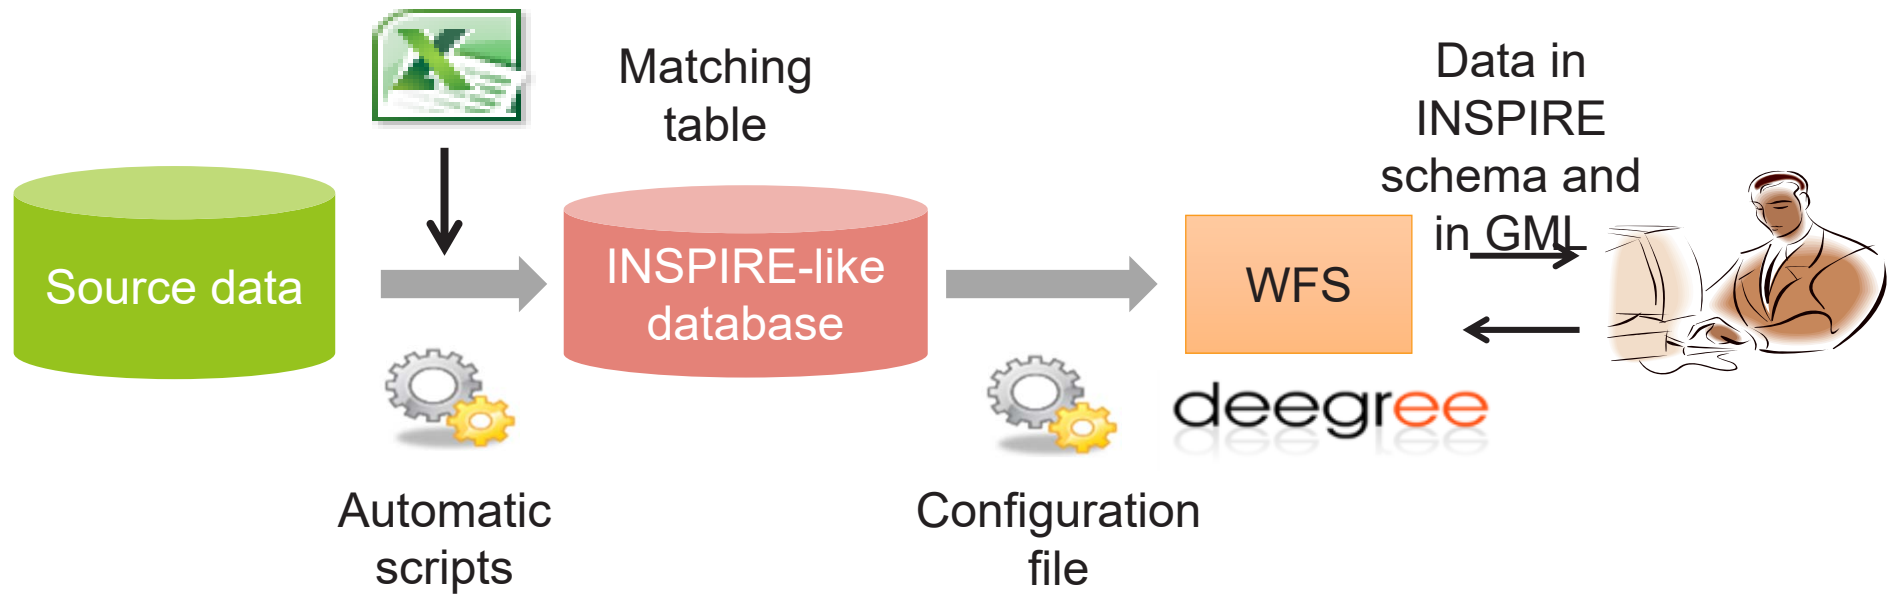 Matching
table
Data in
INSPIRE
schema and
in GML
Source data
INSPIRE-like
database
WFS
deegree
Automatic
scripts
Configuration
file